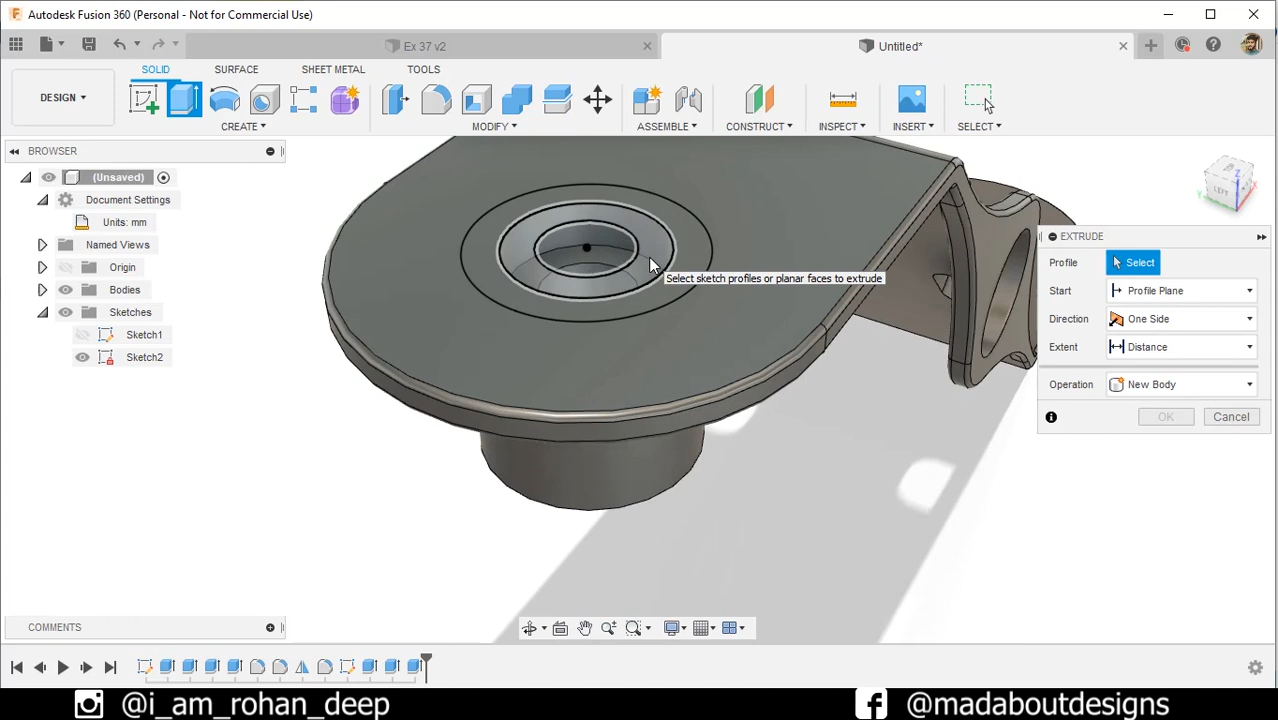 Autodesk Fusion 360 (Personal - Not for Commercial Use)
Ex 37 v2
Untitled*
SOLID SURFACE SHEET METAL TOOLS
DESIGN
CREATE MODIFY ASSEMBLE CONSTRUCT INSPECT INSERT SELECT
BROWSER
(Unsaved)
Document Settings
Units: mm
Named Views
Origin
Bodies
Sketches
Sketch1
Sketch2
LEFT
Z
X
Y
Select sketch profiles or planar faces to extrude
EXTRUDE
Profile Select
Start Profile Plane
Direction One Side
Extent Distance
Operation New Body
OK Cancel
COMMENTS
@i_am_rohan_deep @madaboutdesigns